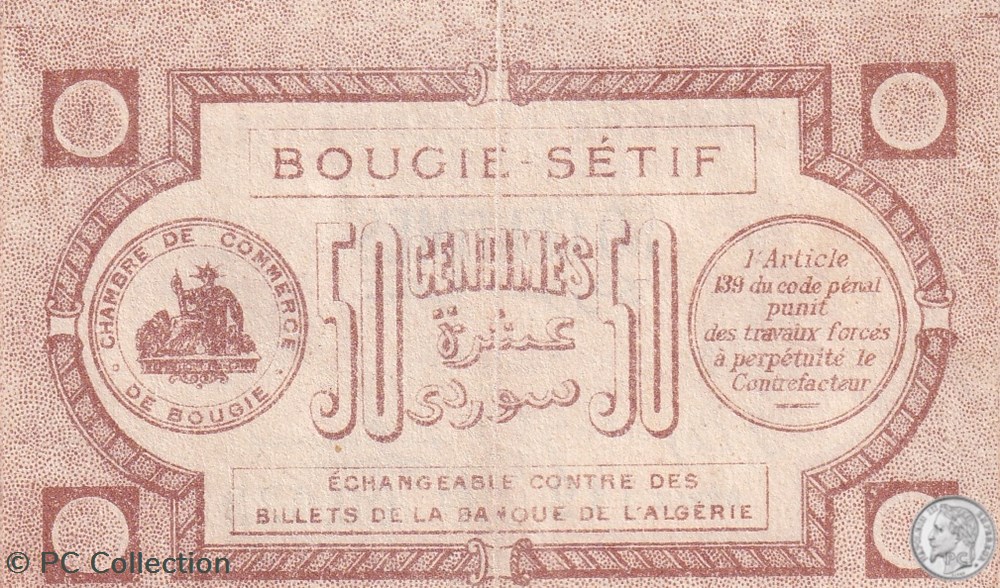 BOUGIE-SÉTIF
50 CENTIMES 50
عشرة
سوردي
CHAMBRE DE COMMERCE
DE BOUGIE
l'Article
139 du code pénal
punit
des travaux forcés
à perpétuité le
Contrefacteur
ÉCHANGEABLE CONTRE DES
BILLETS DE LA BANQUE DE L'ALGÉRIE
© PC Collection